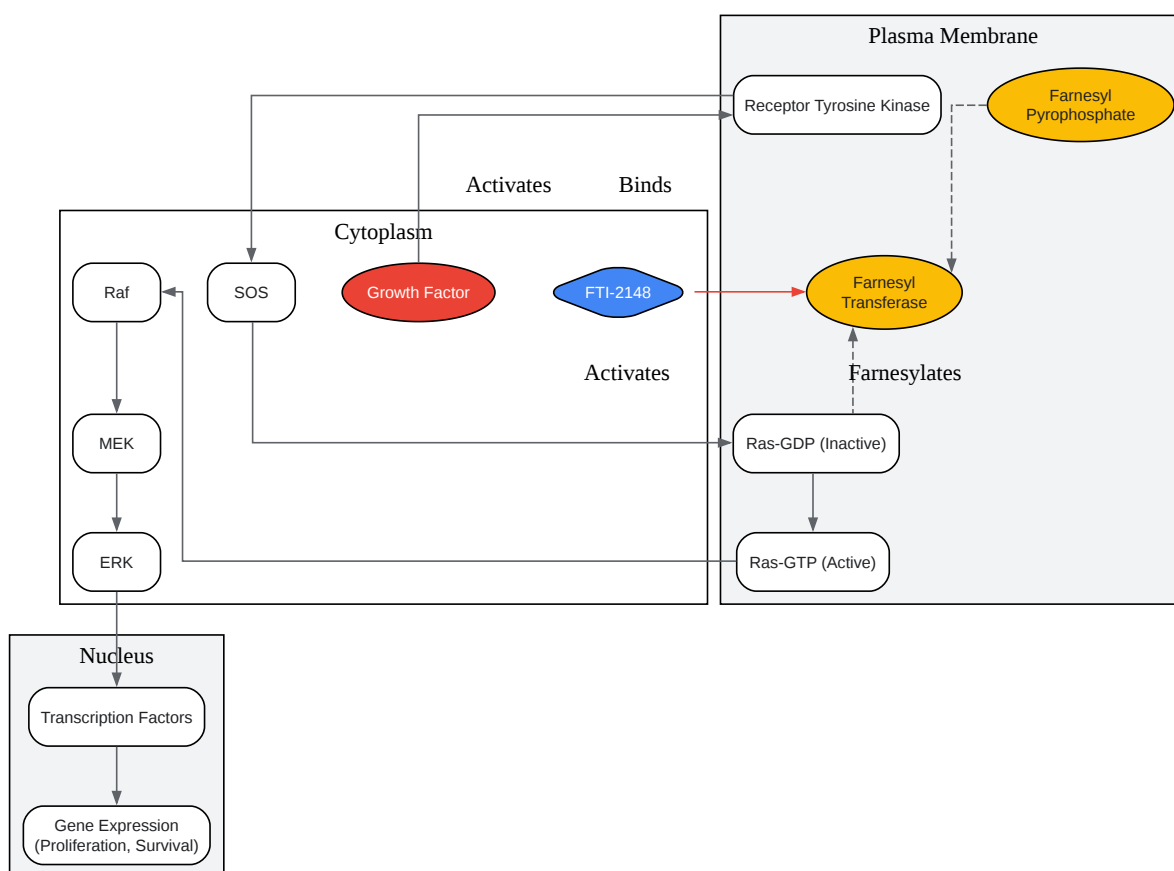 Plasma Membrane
Receptor Tyrosine Kinase
Farnesyl
Pyrophosphate
Activates
Binds
Cytoplasm
Raf
SOS
Growth Factor
FTI-2148
Farnesyl
Transferase
Activates
Farnesylates
MEK
Ras-GDP (Inactive)
ERK
Ras-GTP (Active)
Nucleus
Transcription Factors
Gene Expression
(Proliferation, Survival)